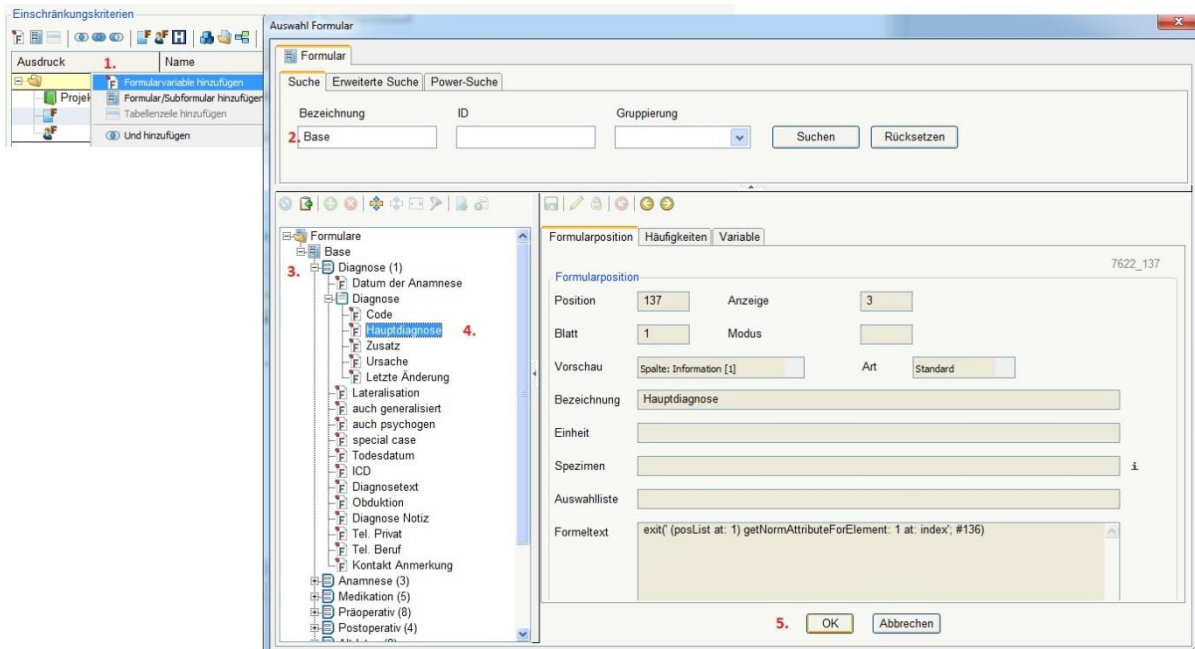 Einschränkungskriterien
Ausdruck 1. Name
Formularvariable hinzufügen
Projek
Formular/Subformular hinzufügen
Tabellenzeile hinzufügen
Und hinzufügen
Auswahl Formular
Formular
Suche Erweiterte Suche Power-Suche
Bezeichnung ID Gruppierung
2. Base Suchen Rücksetzen
Formulare
Base
3. Diagnose (1)
Datum der Anamnese
Diagnose
Code
Hauptdiagnose 4.
Zusatz
Ursache
Letzte Änderung
Lateralisation
auch generalisiert
auch psychogen
special case
Todesdatum
ICD
Diagnosetext
Obduktion
Diagnose Notiz
Tel. Privat
Tel. Beruf
Kontakt Anmerkung
Anamnese (3)
Medikation (5)
Präoperativ (8)
Postoperativ (4)
Formularposition Häufigkeiten Variable
7622_137
Formularposition
Position 137 Anzeige 3
Blatt 1 Modus
Vorschau Spalte: Information [1] Art Standard
Bezeichnung Hauptdiagnose
Einheit
Spezimen i
Auswahlliste
Formeltext exit(' (posList at: 1) getNormAttributeForElement: 1 at: index'; #136)
5. OK Abbrechen